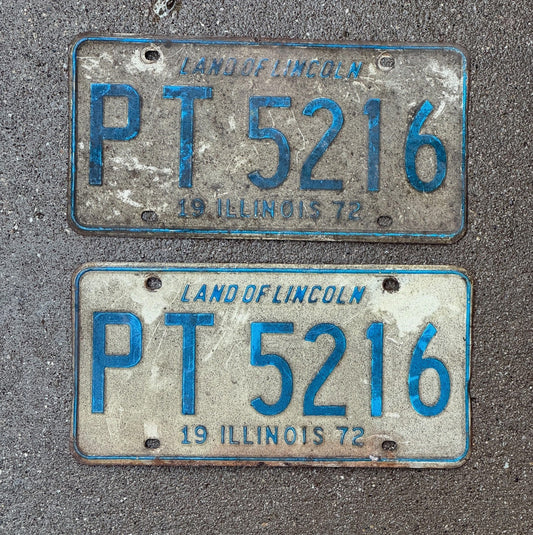 LAND OF LINCOLN
PT 5216
19 ILLINOIS 72
LAND OF LINCOLN
PT 5216
19 ILLINOIS 72